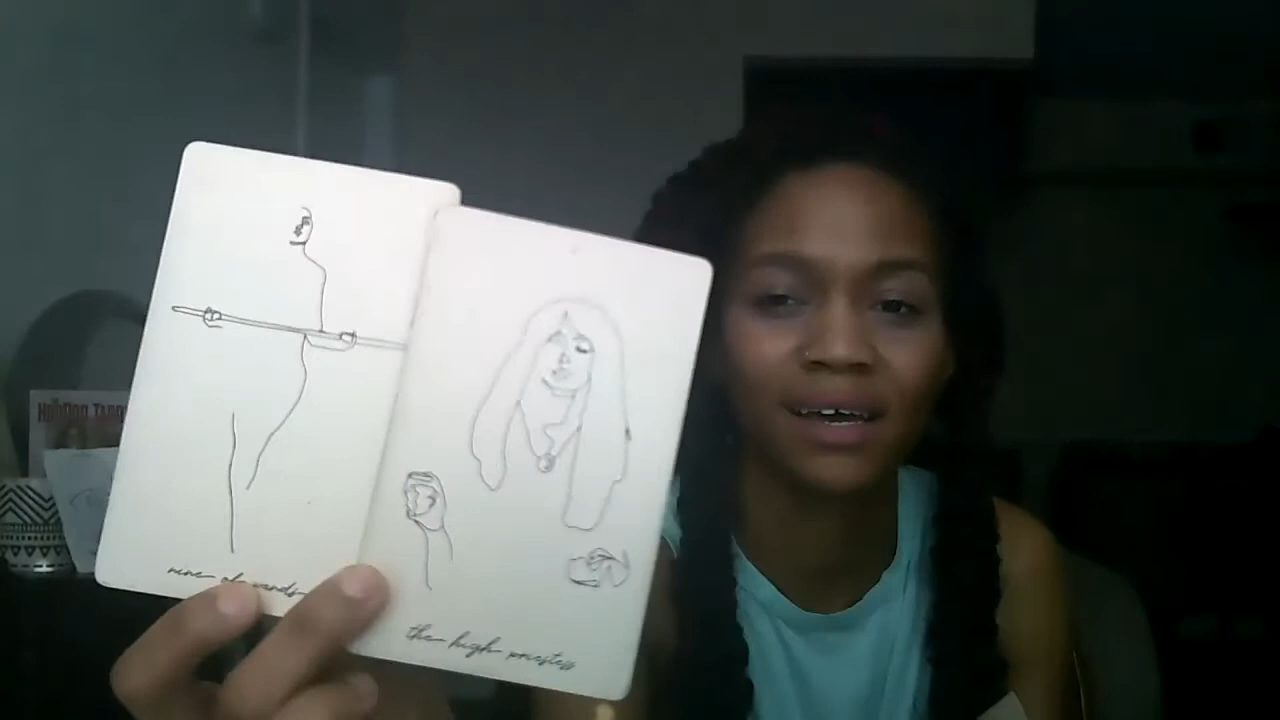 nine of wands
the high priestess